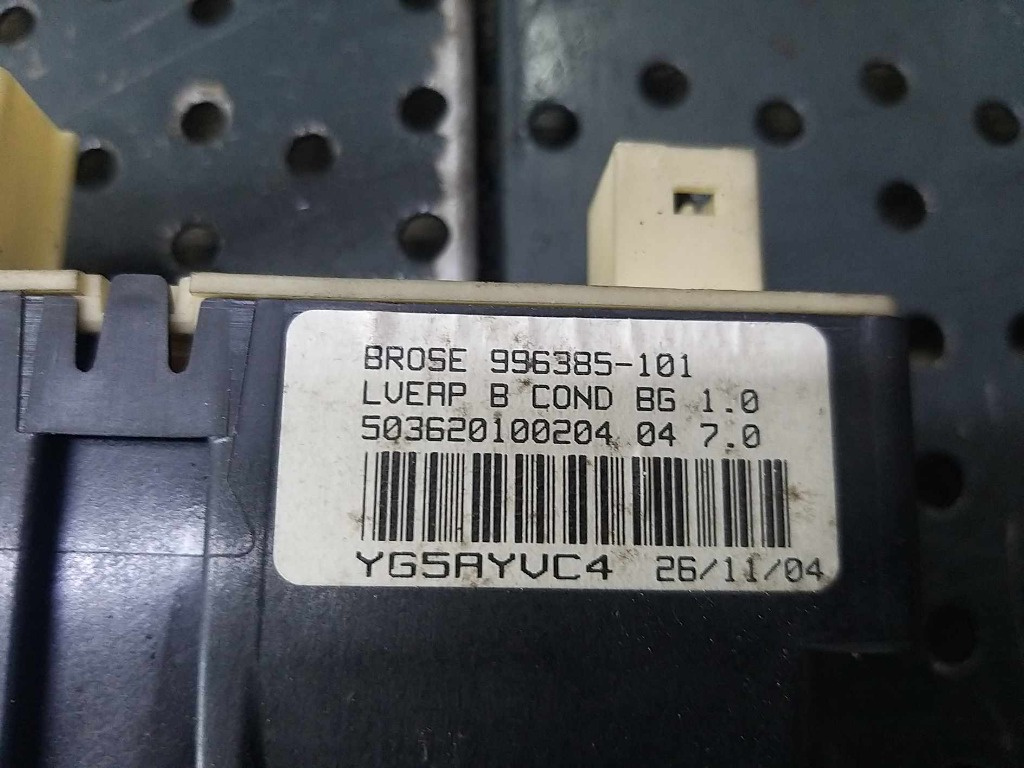 BROSE 996385-101
LVEAP B COND BG 1.0
503620100204 04 7.0
YG5AYVC4 26/11/04